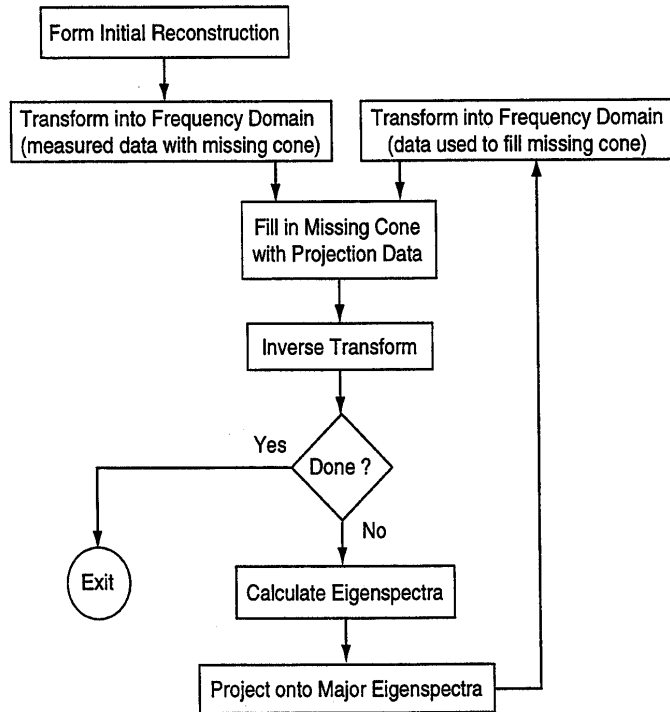 Form Initial Reconstruction
Transform into Frequency Domain
(measured data with missing cone)
Transform into Frequency Domain
(data used to fill missing cone)
Fill in Missing Cone
with Projection Data
Inverse Transform
Done ?
Yes
No
Exit
Calculate Eigenspectra
Project onto Major Eigenspectra